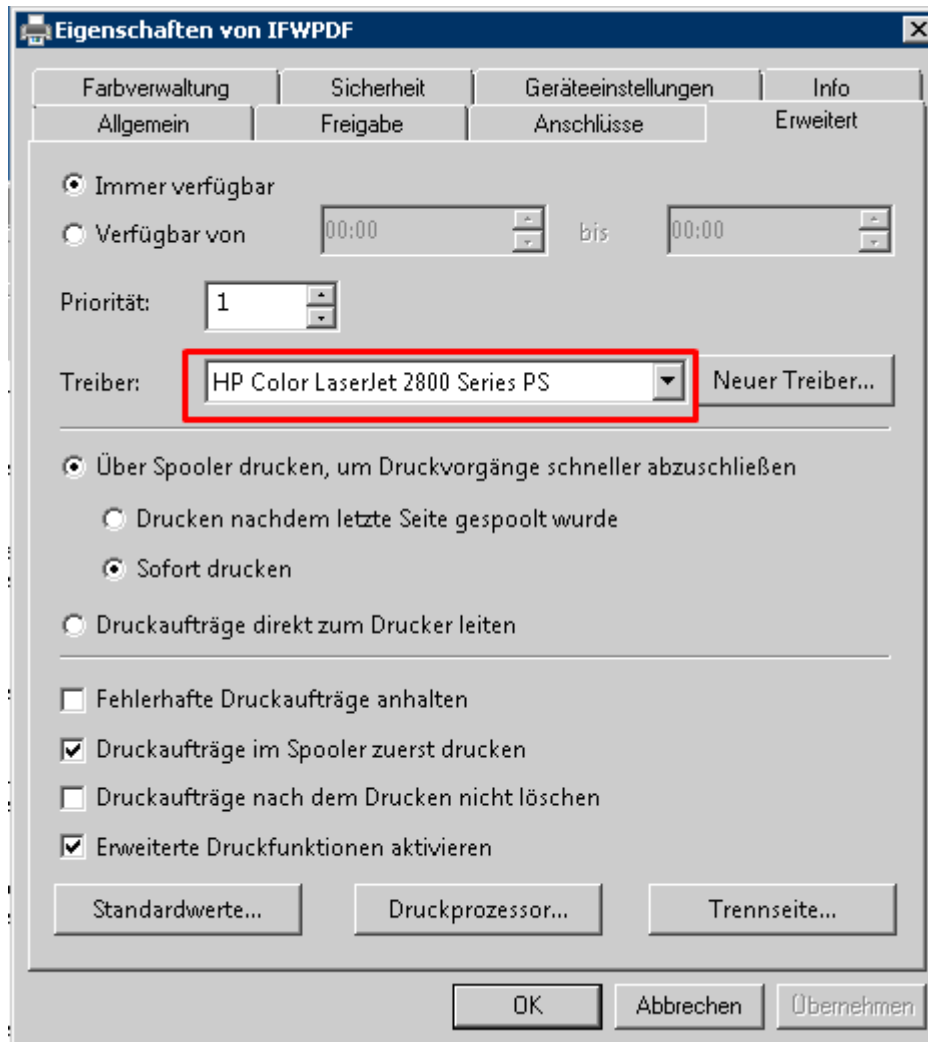 Eigenschaften von IFWPDF
Farbverwaltung Sicherheit Geräteeinstellungen Info
Allgemein Freigabe Anschlüsse Erweitert
Immer verfügbar
Verfügbar von 00:00 bis 00:00
Priorität: 1
Treiber: HP Color LaserJet 2800 Series PS Neuer Treiber...
Über Spooler drucken, um Druckvorgänge schneller abzuschließen
Drucken nachdem letzte Seite gespoolt wurde
Sofort drucken
Druckaufträge direkt zum Drucker leiten
Fehlerhafte Druckaufträge anhalten
Druckaufträge im Spooler zuerst drucken
Druckaufträge nach dem Drucken nicht löschen
Erweiterte Druckfunktionen aktivieren
Standardwerte... Druckprozessor... Trennseite...
OK Abbrechen Übernehmen